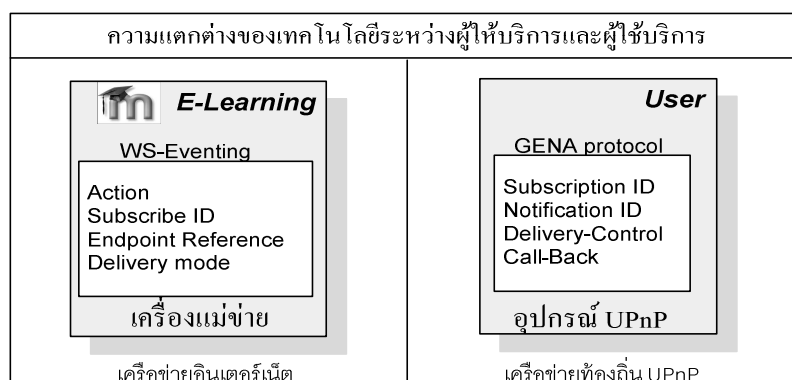 ความแตกต่างของเทคโนโลยีระหว่างผู้ให้บริการและผู้ใช้บริการ
m E-Learning
WS-Eventing
Action
Subscribe ID
Endpoint Reference
Delivery mode
เครื่องแม่ข่าย
เครือข่ายอินเตอร์เน็ต
User
GENA protocol
Subscription ID
Notification ID
Delivery-Control
Call-Back
อุปกรณ์ UPnP
เครือข่ายท้องถิ่น UPnP